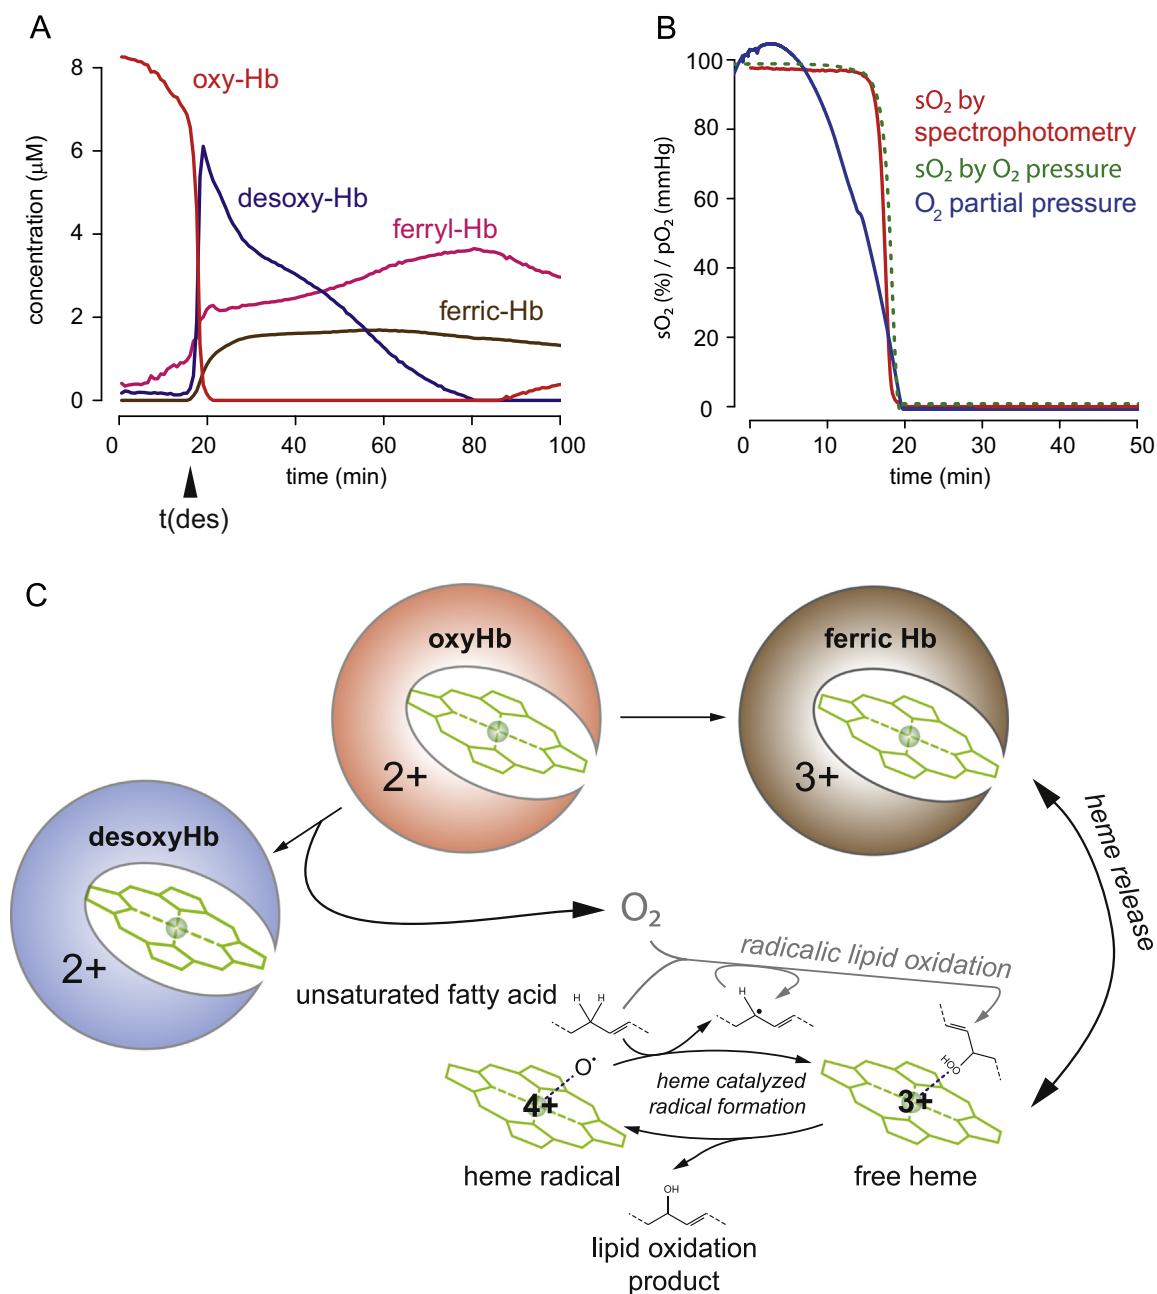 A
8
6
4
2
0
concentration (μM)
oxy-Hb
desoxy-Hb
ferryl-Hb
ferric-Hb
0 20 40 60 80 100
time (min)
t(des)
B
100
80
60
40
20
0
sO₂ (%) / pO₂ (mmHg)
sO₂ by
spectrophotometry
sO₂ by O₂ pressure
O₂ partial pressure
0 10 20 30 40 50
time (min)
C
oxyHb
2+
ferric Hb
3+
desoxyHb
2+
heme release
O₂
radicalic lipid oxidation
unsaturated fatty acid
H H
H
HOO
O•
4+
heme catalyzed
radical formation
3+
heme radical
free heme
OH
lipid oxidation
product